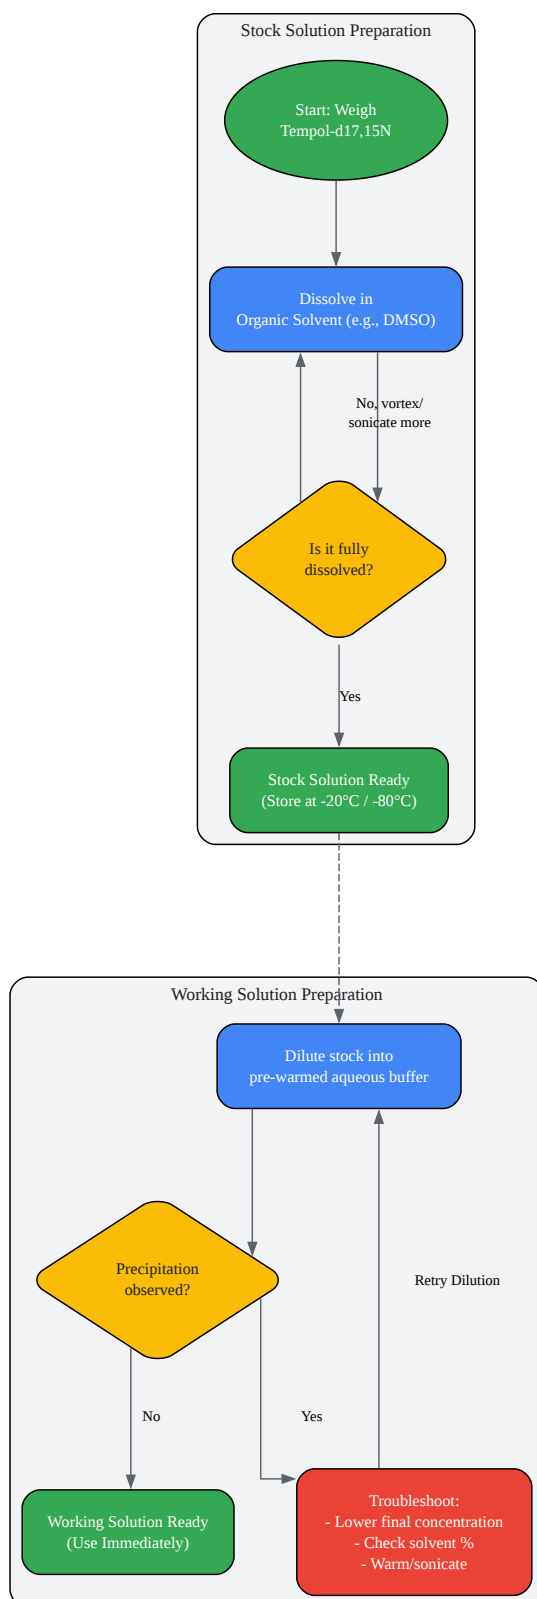 Stock Solution Preparation
Start: Weigh
Tempol-d17,15N
Dissolve in
Organic Solvent (e.g., DMSO)
No, vortex/
sonicate more
Is it fully
dissolved?
Yes
Stock Solution Ready
(Store at -20°C / -80°C)
Working Solution Preparation
Dilute stock into
pre-warmed aqueous buffer
Precipitation
observed?
Retry Dilution
No
Yes
Working Solution Ready
(Use Immediately)
Troubleshoot:
- Lower final concentration
- Check solvent %
- Warm/sonicate